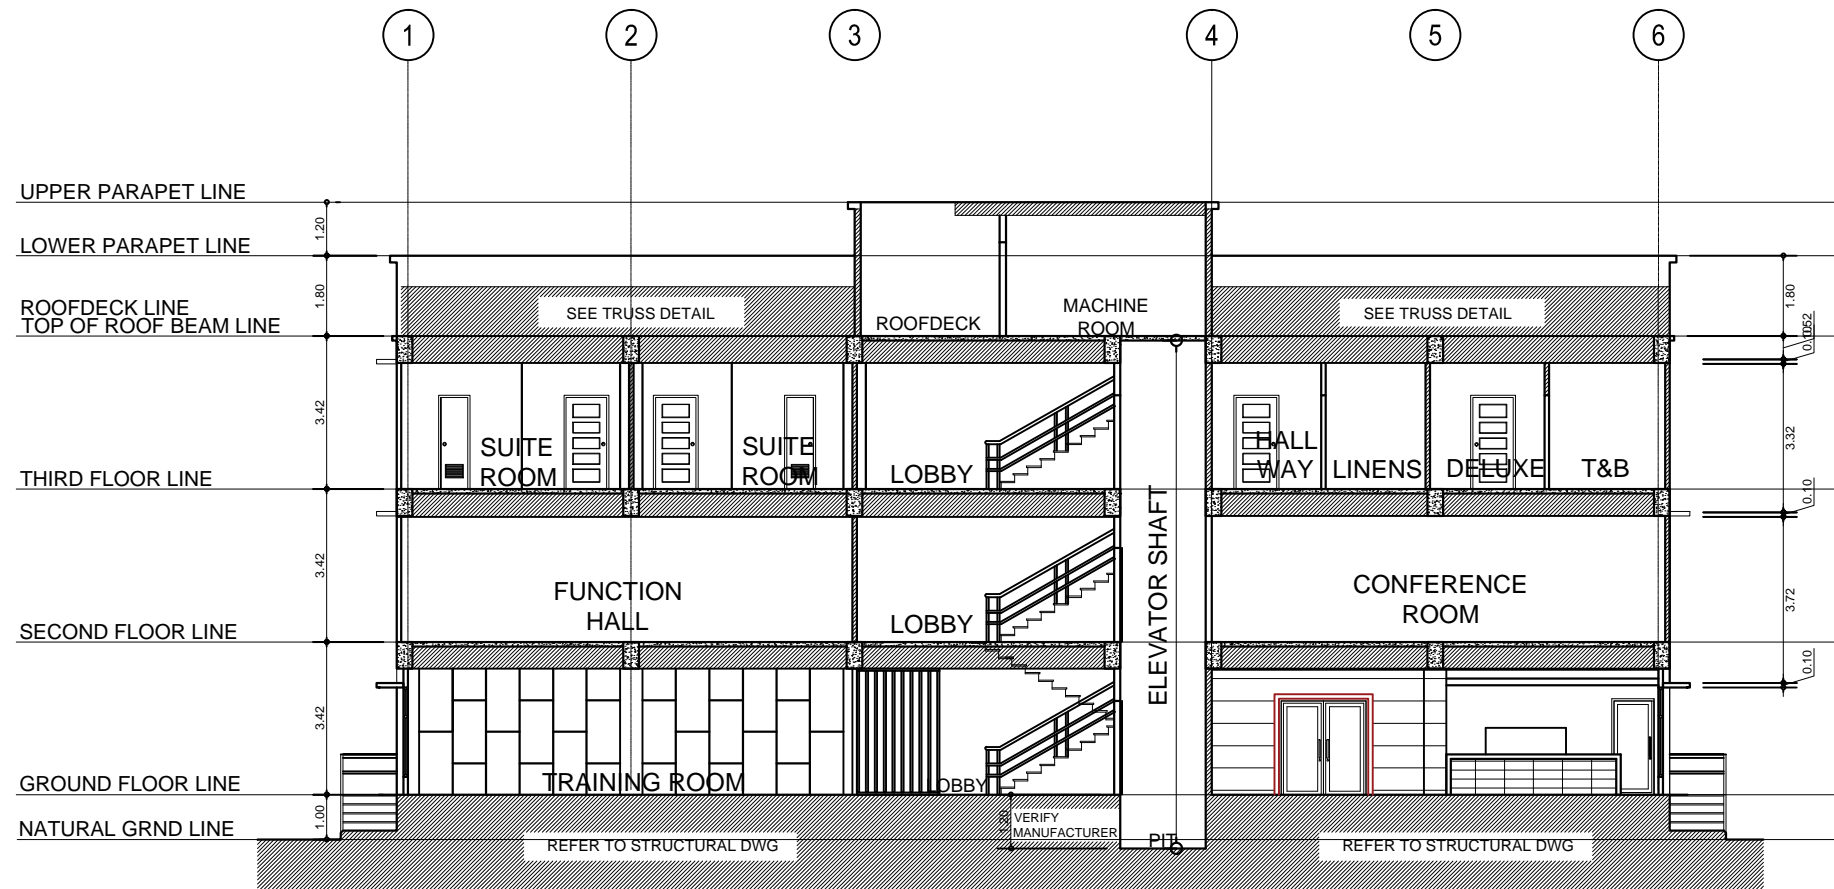 1 2 3 4 5 6
UPPER PARAPET LINE
1.20
LOWER PARAPET LINE
1.80
1.80
ROOFDECK LINE
TOP OF ROOF BEAM LINE
SEE TRUSS DETAIL
ROOFDECK
MACHINE
ROOM
SEE TRUSS DETAIL
3.42
SUITE
ROOM
SUITE
ROOM
LOBBY
HALL
WAY
LINENS
DELUXE
T&B
3.32
THIRD FLOOR LINE
0.10
3.42
FUNCTION
HALL
LOBBY
ELEVATOR SHAFT
CONFERENCE
ROOM
3.72
SECOND FLOOR LINE
0.10
3.42
TRAINING ROOM
LOBBY
GROUND FLOOR LINE
1.00
1.20
VERIFY
MANUFACTURER
PIT
NATURAL GRND LINE
REFER TO STRUCTURAL DWG
REFER TO STRUCTURAL DWG